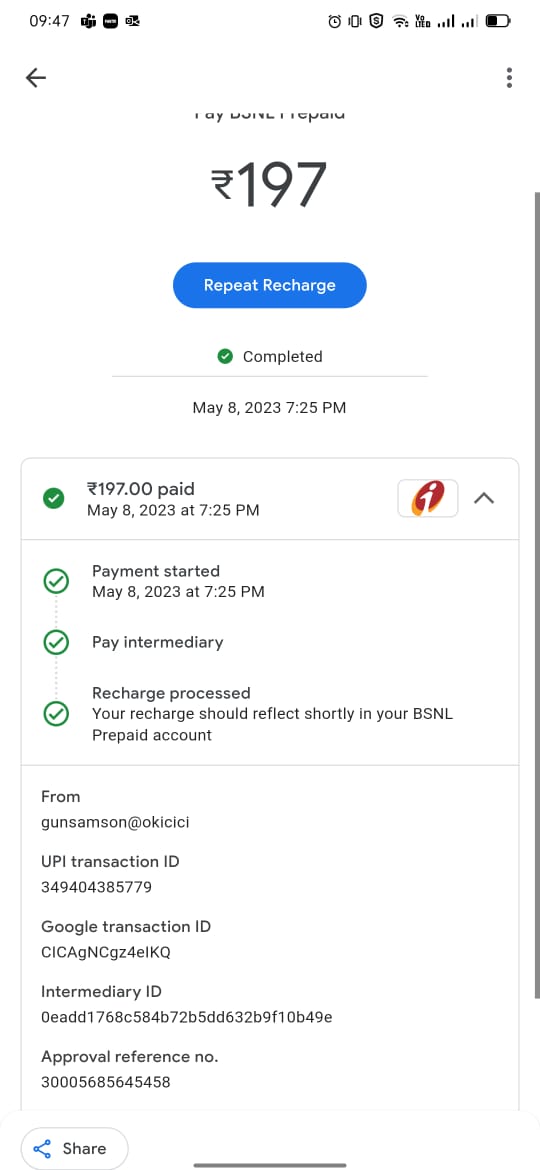 09:47
Pay BSNL Prepaid
₹197
Repeat Recharge
Completed
May 8, 2023 7:25 PM
₹197.00 paid
May 8, 2023 at 7:25 PM
Payment started
May 8, 2023 at 7:25 PM
Pay intermediary
Recharge processed
Your recharge should reflect shortly in your BSNL
Prepaid account
From
gunsamson@okicici
UPI transaction ID
349404385779
Google transaction ID
CICAgNCgz4eIKQ
Intermediary ID
0eadd1768c584b72b5dd632b9f10b49e
Approval reference no.
30005685645458
Share